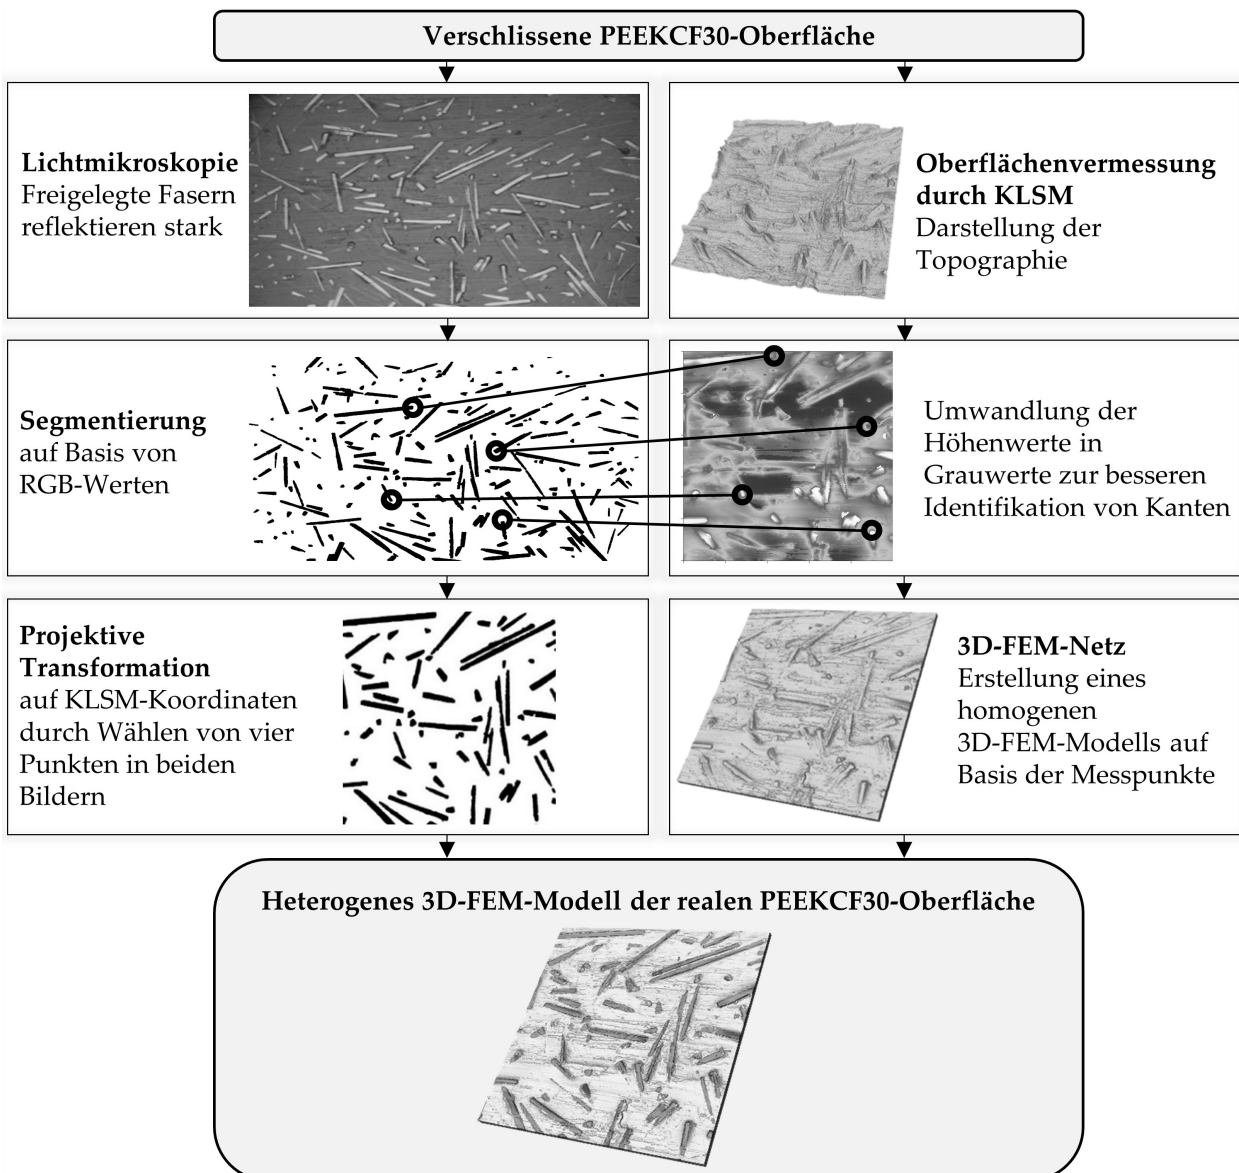 Verschlissene PEEKCF30-Oberfläche
Lichtmikroskopie
Freigelegte Fasern
reflektieren stark
Oberflächenvermessung
durch KLSM
Darstellung der
Topographie
Segmentierung
auf Basis von
RGB-Werten
Umwandlung der
Höhenwerte in
Grauwerte zur besseren
Identifikation von Kanten
Projektive
Transformation
auf KLSM-Koordinaten
durch Wählen von vier
Punkten in beiden
Bildern
3D-FEM-Netz
Erstellung eines
homogenen
3D-FEM-Modells auf
Basis der Messpunkte
Heterogenes 3D-FEM-Modell der realen PEEKCF30-Oberfläche